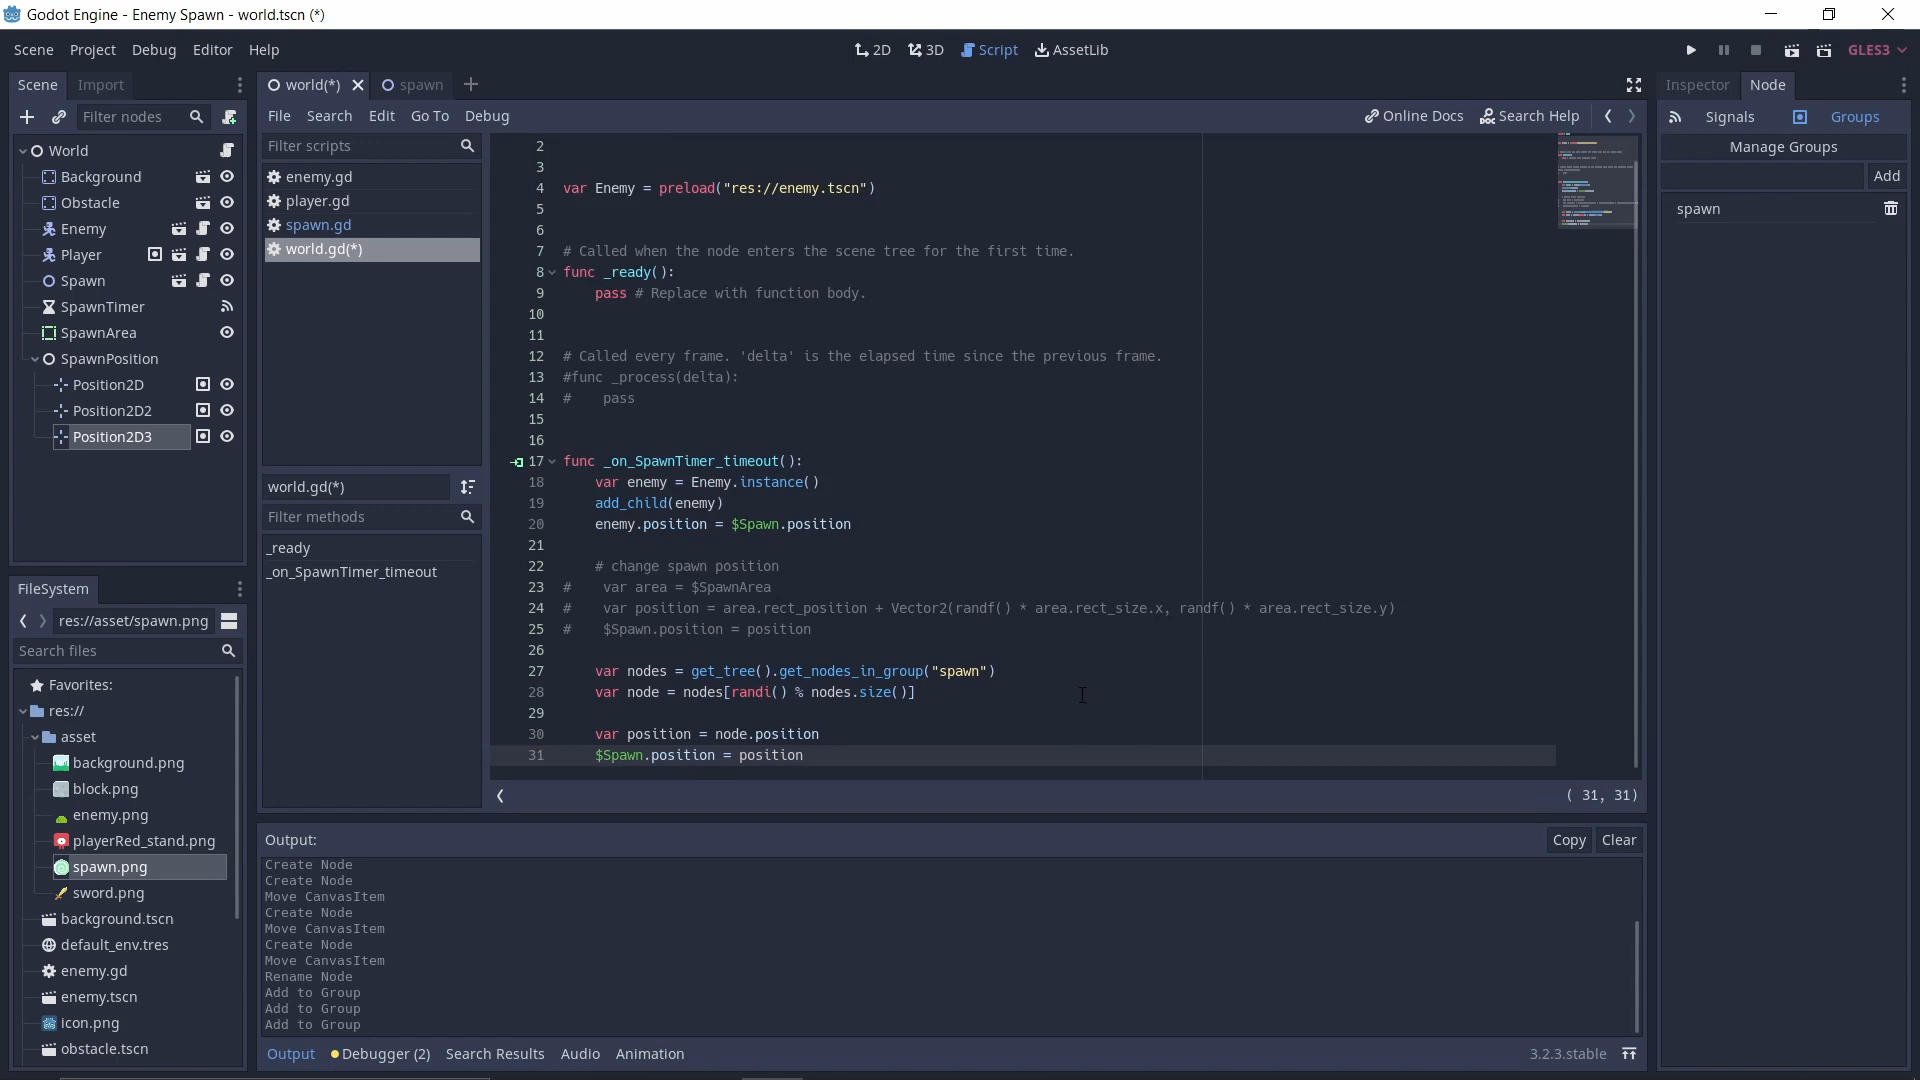 Godot Engine - Enemy Spawn - world.tscn (*)
Scene Project Debug Editor Help
2D 3D Script AssetLib
GLES3
Scene Import
Filter nodes
World
Background
Obstacle
Enemy
Player
Spawn
SpawnTimer
SpawnArea
SpawnPosition
Position2D
Position2D2
Position2D3
FileSystem
res://asset/spawn.png
Search files
Favorites:
res://
asset
background.png
block.png
enemy.png
playerRed_stand.png
spawn.png
sword.png
background.tscn
default_env.tres
enemy.gd
enemy.tscn
icon.png
obstacle.tscn
world(*) spawn
File Search Edit Go To Debug
Online Docs Search Help
Filter scripts
enemy.gd
player.gd
spawn.gd
world.gd(*)
world.gd(*)
Filter methods
_ready
_on_SpawnTimer_timeout
2
3
4 var Enemy = preload("res://enemy.tscn")
5
6
7 # Called when the node enters the scene tree for the first time.
8 func _ready():
9 pass # Replace with function body.
10
11
12 # Called every frame. 'delta' is the elapsed time since the previous frame.
13 #func _process(delta):
14 # pass
15
16
17 func _on_SpawnTimer_timeout():
18 var enemy = Enemy.instance()
19 add_child(enemy)
20 enemy.position = $Spawn.position
21
22 # change spawn position
23 # var area = $SpawnArea
24 # var position = area.rect_position + Vector2(randf() * area.rect_size.x, randf() * area.rect_size.y)
25 # $Spawn.position = position
26
27 var nodes = get_tree().get_nodes_in_group("spawn")
28 var node = nodes[randi() % nodes.size()]
29
30 var position = node.position
31 $Spawn.position = position
( 31, 31)
Output:
Copy Clear
Create Node
Create Node
Move CanvasItem
Create Node
Move CanvasItem
Create Node
Move CanvasItem
Rename Node
Add to Group
Add to Group
Add to Group
Output Debugger (2) Search Results Audio Animation
3.2.3.stable
Inspector Node
Signals Groups
Manage Groups
Add
spawn